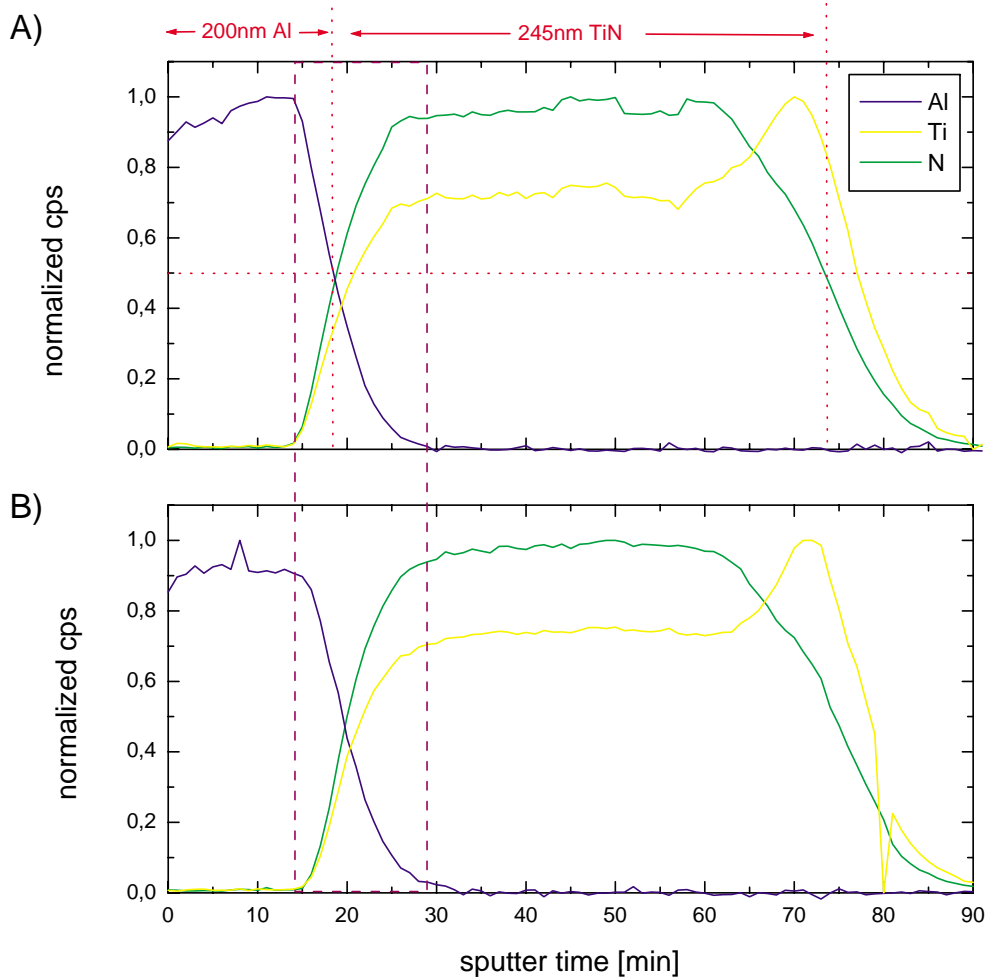 A)
200nm Al
245nm TiN
1,0
0,8
0,6
0,4
0,2
0,0
normalized cps
Al
Ti
N
B)
1,0
0,8
0,6
0,4
0,2
0,0
normalized cps
0 10 20 30 40 50 60 70 80 90
sputter time [min]